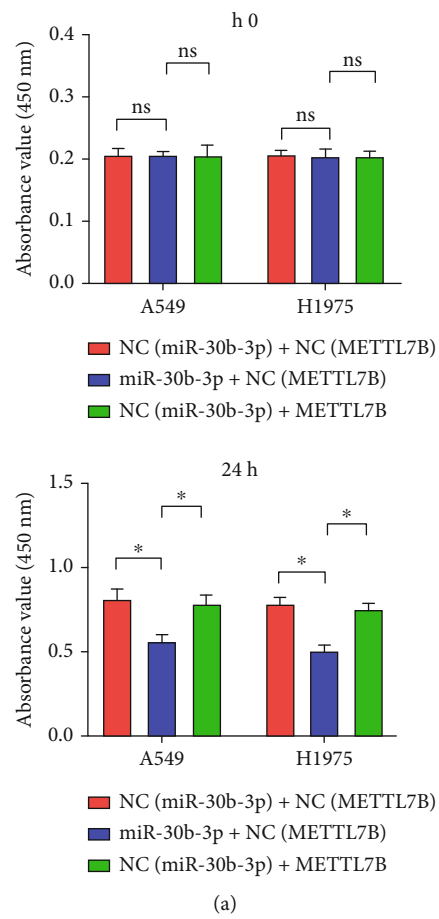 h 0
Absorbance value (450 nm)
0.4
0.3
0.2
0.1
0.0
ns
ns
ns
ns
A549
H1975
NC (miR-30b-3p) + NC (METTL7B)
miR-30b-3p + NC (METTL7B)
NC (miR-30b-3p) + METTL7B
24 h
Absorbance value (450 nm)
1.5
1.0
0.5
0.0
*
*
*
*
A549
H1975
NC (miR-30b-3p) + NC (METTL7B)
miR-30b-3p + NC (METTL7B)
NC (miR-30b-3p) + METTL7B
(a)